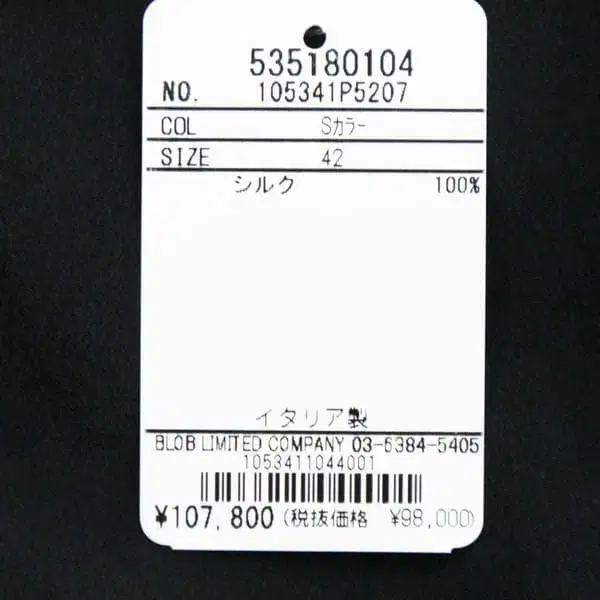 535180104
NO. 105341P5207
COL Sカラー
SIZE 42
シルク 100%
イタリア製
BLOB LIMITED COMPANY 03-6384-5405
1053411044001
¥107,800 (税抜価格 ¥98,000)